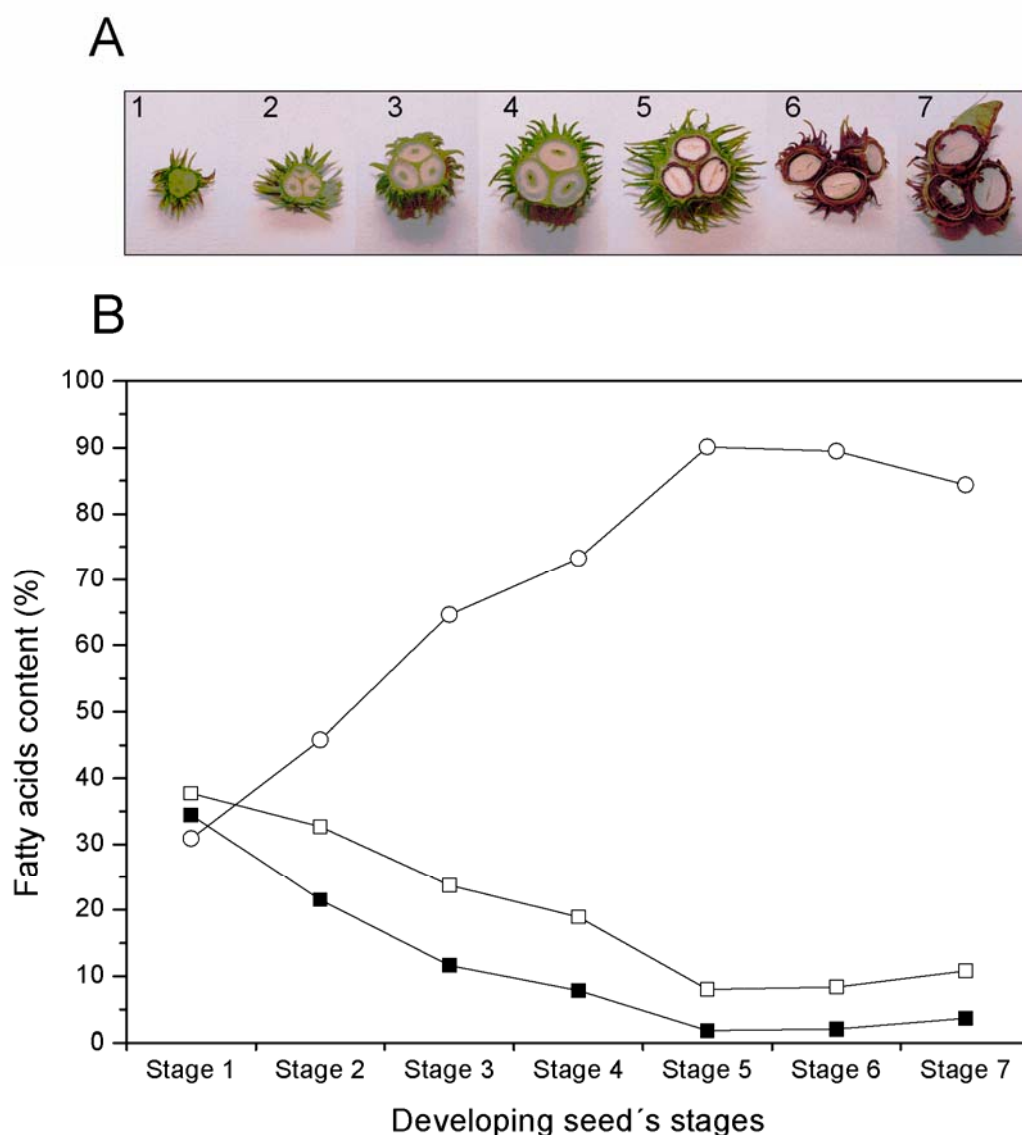 A
1 2 3 4 5 6 7
B
100
90
80
70
60
50
40
30
20
10
0
Fatty acids content (%)
Stage 1 Stage 2 Stage 3 Stage 4 Stage 5 Stage 6 Stage 7
Developing seed´s stages